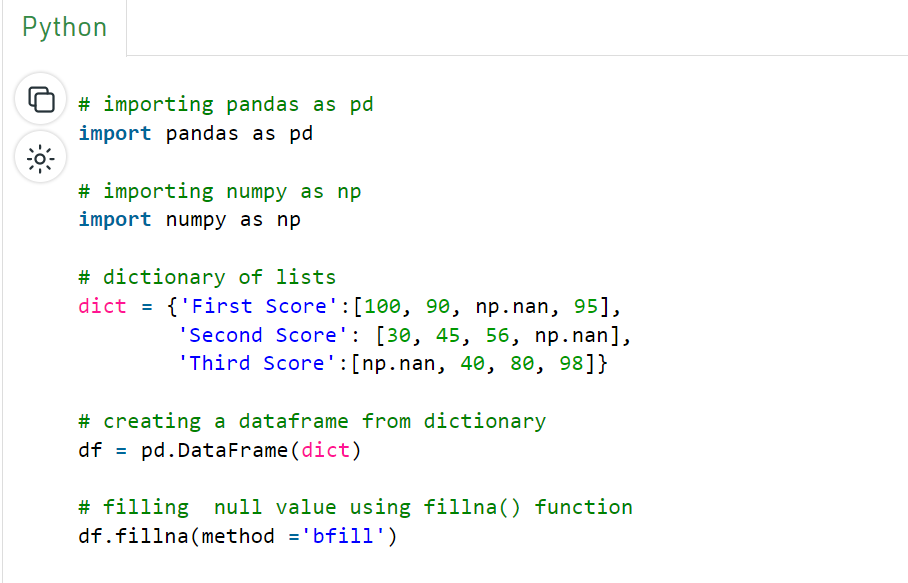 Python
# importing pandas as pd
import pandas as pd
# importing numpy as np
import numpy as np
# dictionary of lists
dict = {'First Score':[100, 90, np.nan, 95],
'Second Score': [30, 45, 56, np.nan],
'Third Score':[np.nan, 40, 80, 98]}
# creating a dataframe from dictionary
df = pd.DataFrame(dict)
# filling  null value using fillna() function
df.fillna(method ='bfill')